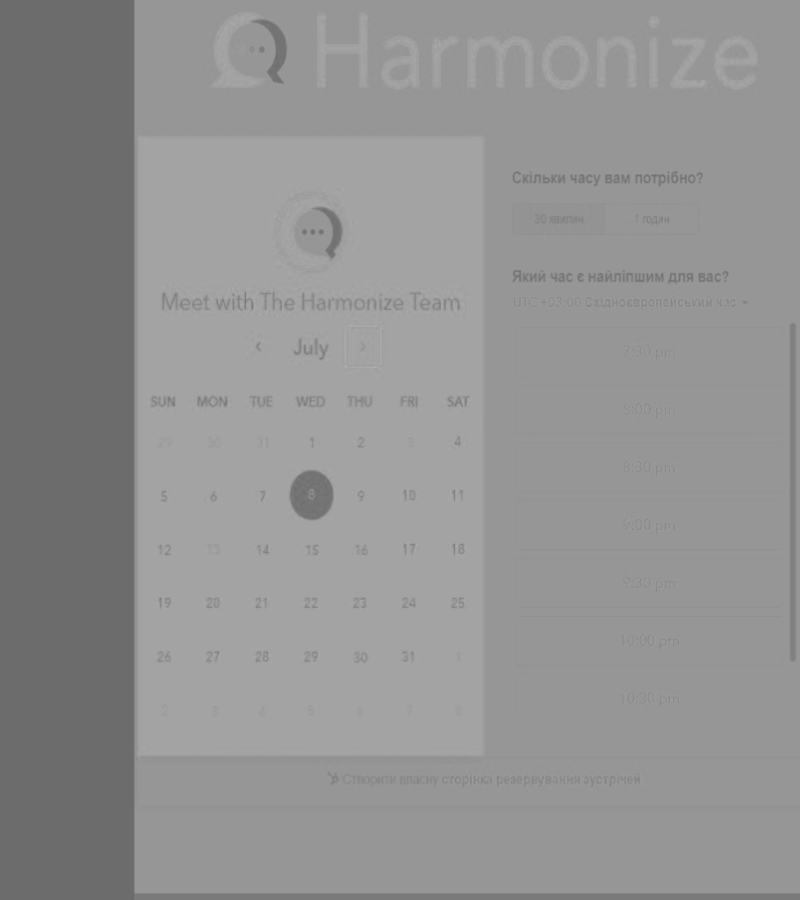 Harmonize
Meet with The Harmonize Team
July
SUN MON TUE WED THU FRI SAT
29 30 31 1 2 3 4
5 6 7 8 9 10 11
12 13 14 15 16 17 18
19 20 21 22 23 24 25
26 27 28 29 30 31 1
2 3 4 5 6 7 8
Скільки часу вам потрібно?
30 хвилин 1 годин
Який час є найліпшим для вас?
UTC +03:00 Східноєвропейський час
7:30 pm
8:00 pm
8:30 pm
9:00 pm
9:30 pm
10:00 pm
10:30 pm
Створити власну сторінка резервування зустрічей